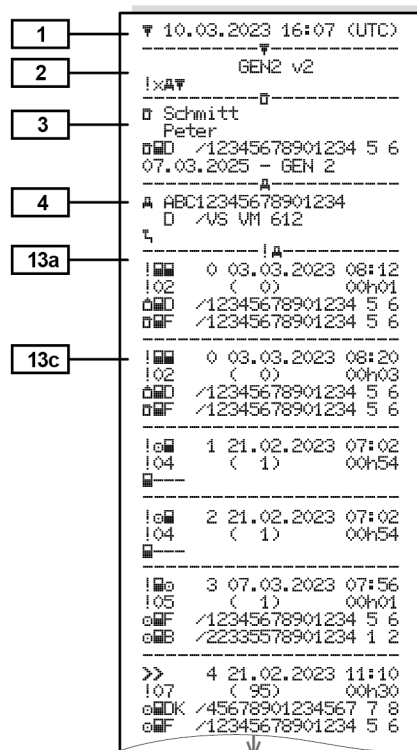 1
▼ 10.03.2023 16:07 (UTC)
2
GEN2 v2
!×A▼
3
Schmitt
Peter
D /12345678901234 5 6
07.03.2025 - GEN 2
4
A ABC12345678901234
D /VS VM 612
!A
13a
! 0 03.03.2023 08:12
!02 ( 0) 00h01
D /12345678901234 5 6
F /12345678901234 5 6
13c
! 0 03.03.2023 08:20
!02 ( 0) 00h03
D /12345678901234 5 6
F /12345678901234 5 6
! 1 21.02.2023 07:02
!04 ( 1) 00h54
---
! 2 21.02.2023 07:02
!04 ( 1) 00h54
---
! 3 07.03.2023 07:56
!05 ( 1) 00h01
F /12345678901234 5 6
B /22335578901234 1 2
>> 4 21.02.2023 11:10
!07 ( 95) 00h30
DK /45678901234567 7 8
F /12345678901234 5 6